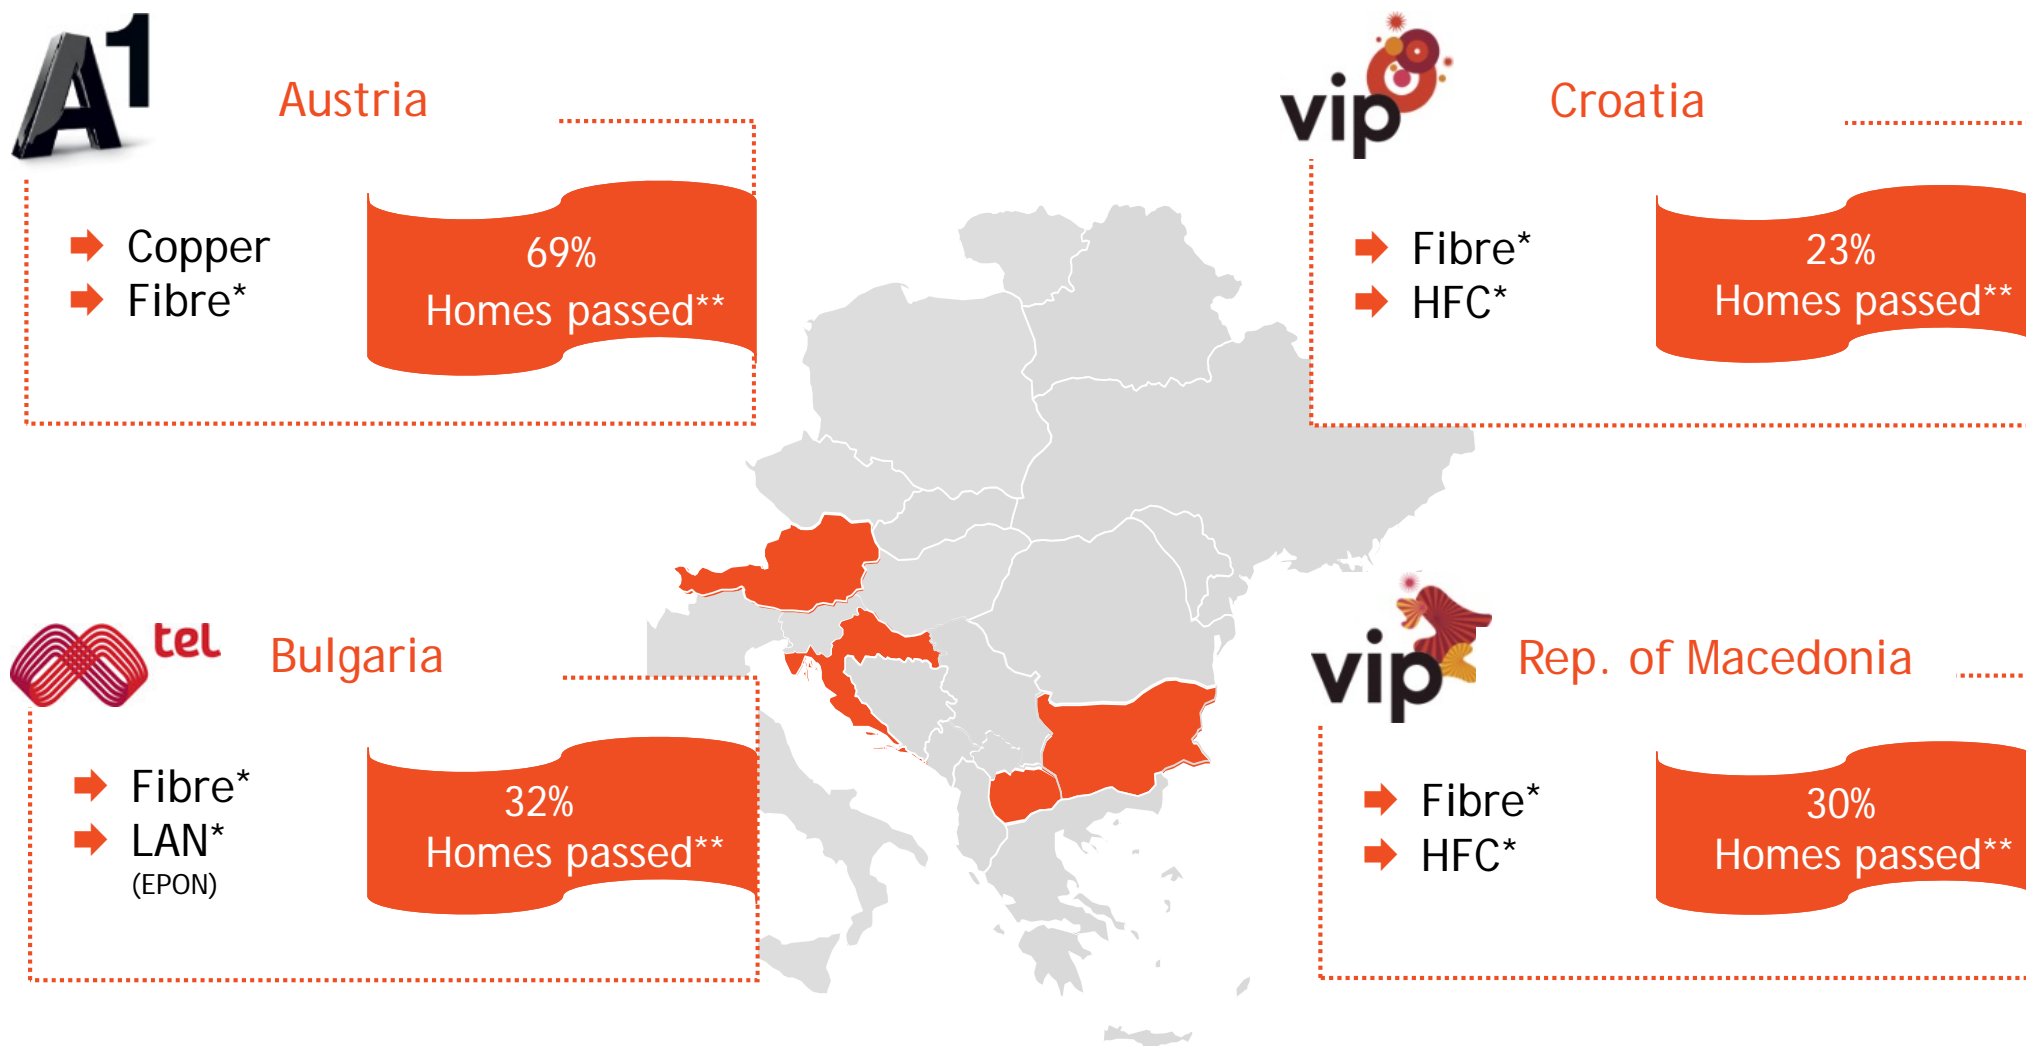 A1
Austria
Copper
Fibre*
69%
Homes passed**
vip
Croatia
Fibre*
HFC*
23%
Homes passed**
tel
Bulgaria
Fibre*
LAN*
(EPON)
32%
Homes passed**
vip
Rep. of Macedonia
Fibre*
HFC*
30%
Homes passed**